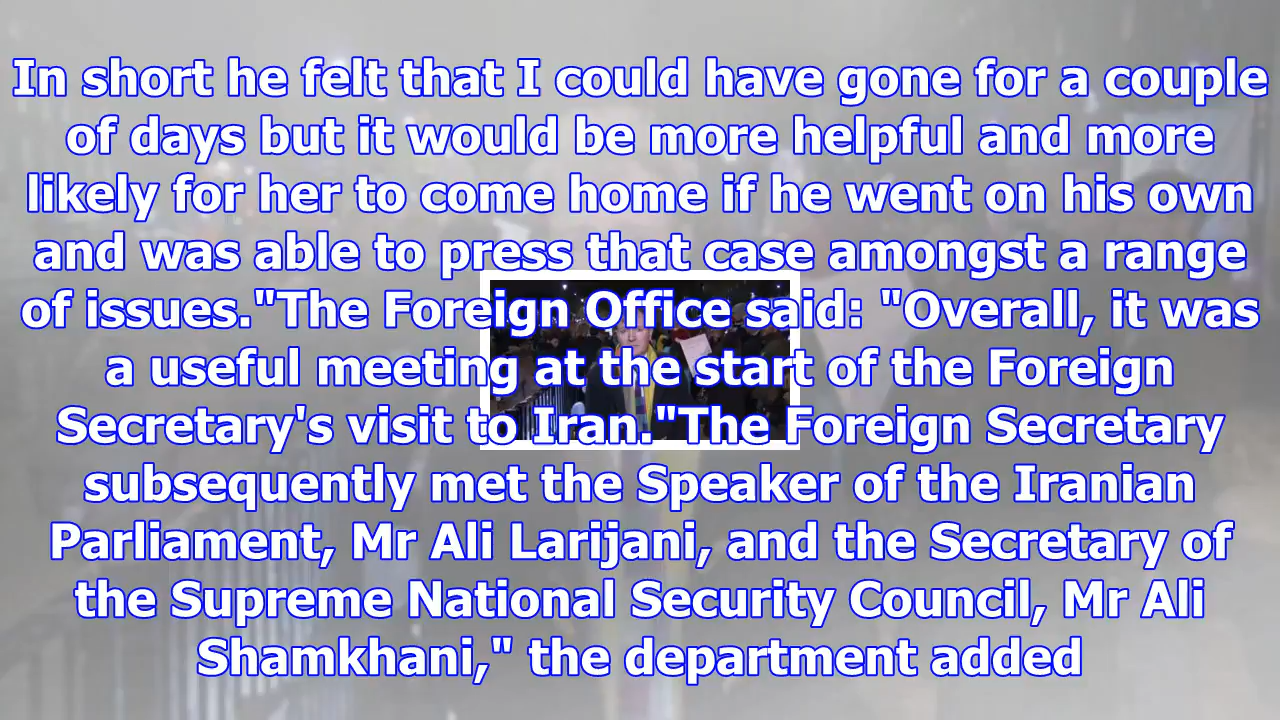 In short he felt that I could have gone for a couple
of days but it would be more helpful and more
likely for her to come home if he went on his own
and was able to press that case amongst a range
of issues."The Foreign Office said: "Overall, it was
a useful meeting at the start of the Foreign
Secretary's visit to Iran."The Foreign Secretary
subsequently met the Speaker of the Iranian
Parliament, Mr Ali Larijani, and the Secretary of
the Supreme National Security Council, Mr Ali
Shamkhani," the department added